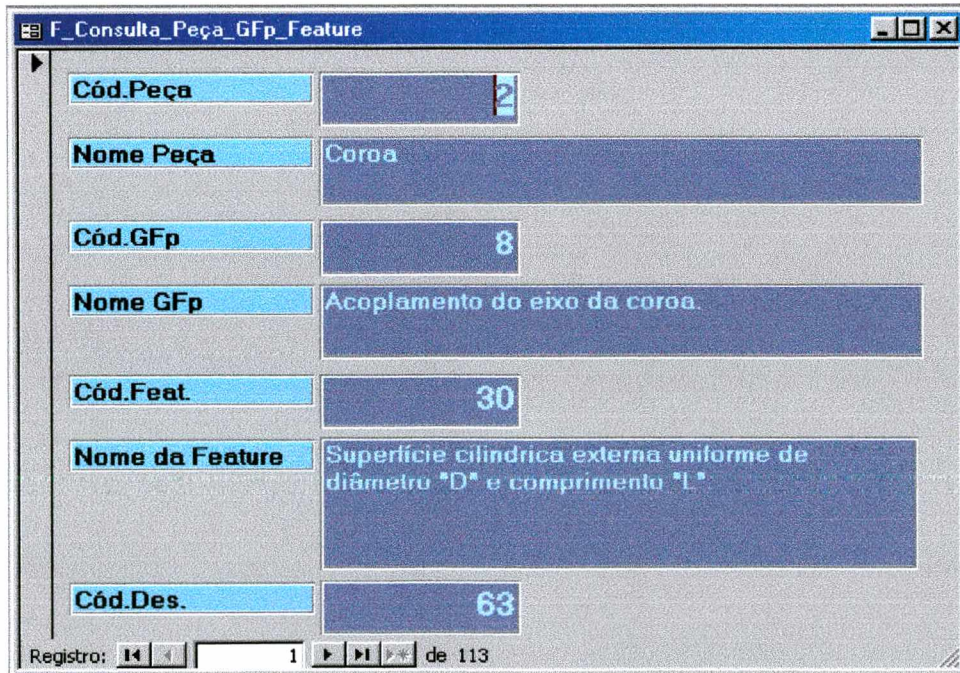 F_Consulta_Peça_GFp_Feature
Cód.Peça 2
Nome Peça Coroa
Cód.GFp 8
Nome GFp Acoplamento do eixo da coroa.
Cód.Feat. 30
Nome da Feature Superfície cilíndrica externa uniforme de
diâmetro "D" e comprimento "L"
Cód.Des. 63
Registro: 1 de 113